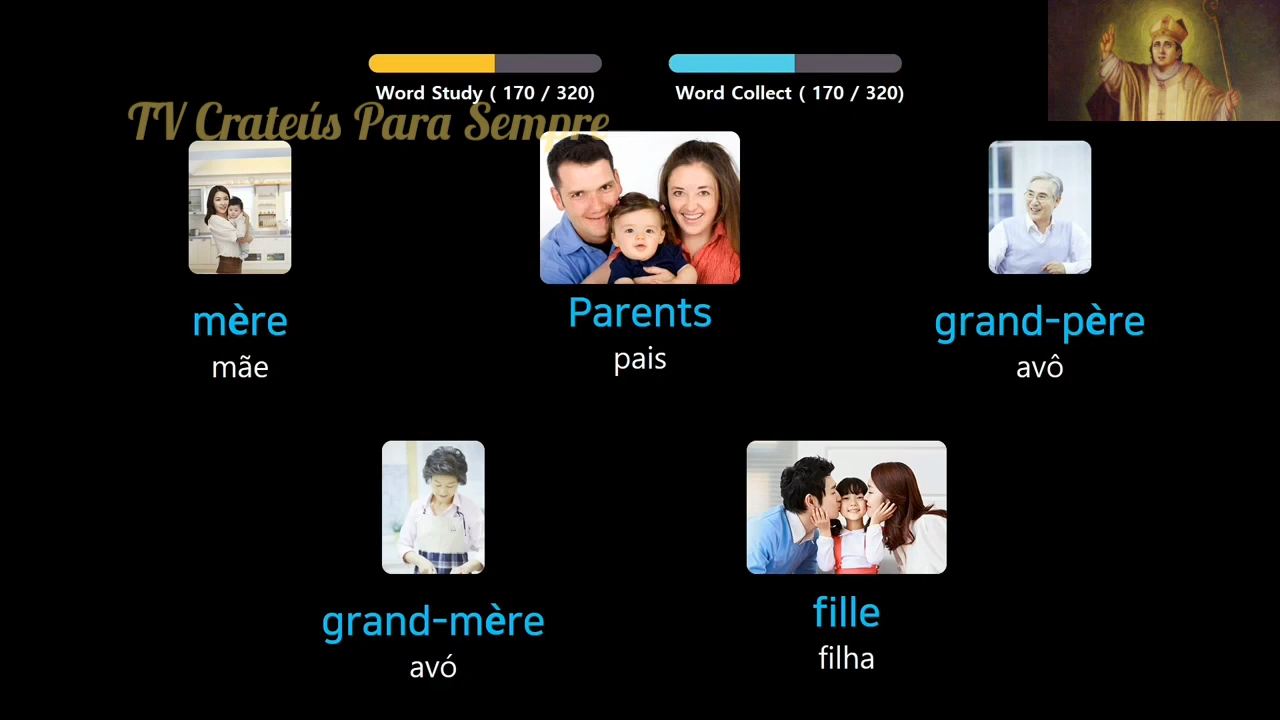 Word Study ( 170 / 320)
Word Collect ( 170 / 320)
TV Crateús Para Sempre
mère
mãe
Parents
pais
grand-père
avô
grand-mère
avó
fille
filha